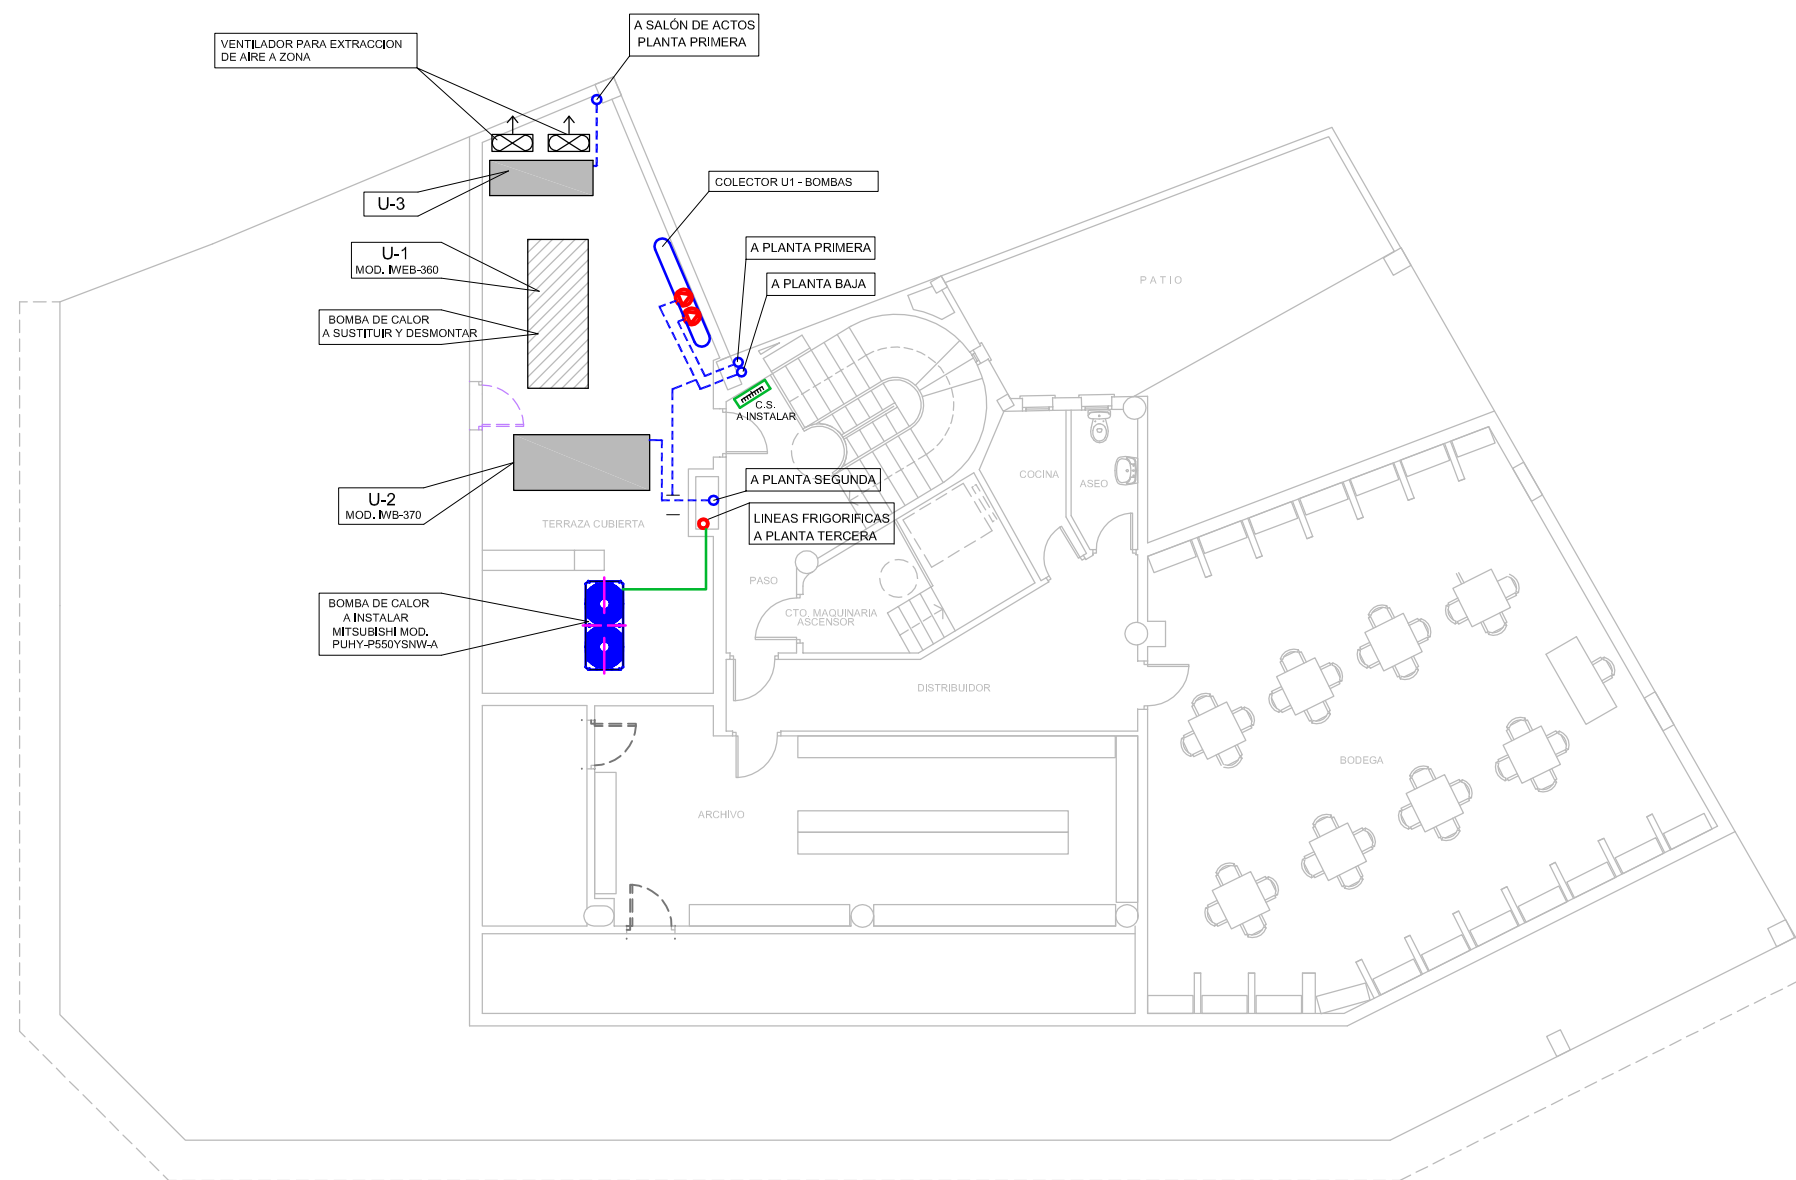 A SALÓN DE ACTOS
PLANTA PRIMERA
VENTILADOR PARA EXTRACCION
DE AIRE A ZONA
COLECTOR U1 - BOMBAS
U-3
U-1
MOD. IWEB-360
A PLANTA PRIMERA
A PLANTA BAJA
PATIO
BOMBA DE CALOR
A SUSTITUIR Y DESMONTAR
C.S.
A INSTALAR
COCINA
ASEO
A PLANTA SEGUNDA
U-2
MOD. IWB-370
LINEAS FRIGORIFICAS
A PLANTA TERCERA
TERRAZA CUBIERTA
PASO
BOMBA DE CALOR
A INSTALAR
MITSUBISHI MOD.
PUHY-P550YSNW-A
CTO. MAQUINARIA
ASCENSOR
DISTRIBUIDOR
BODEGA
ARCHIVO